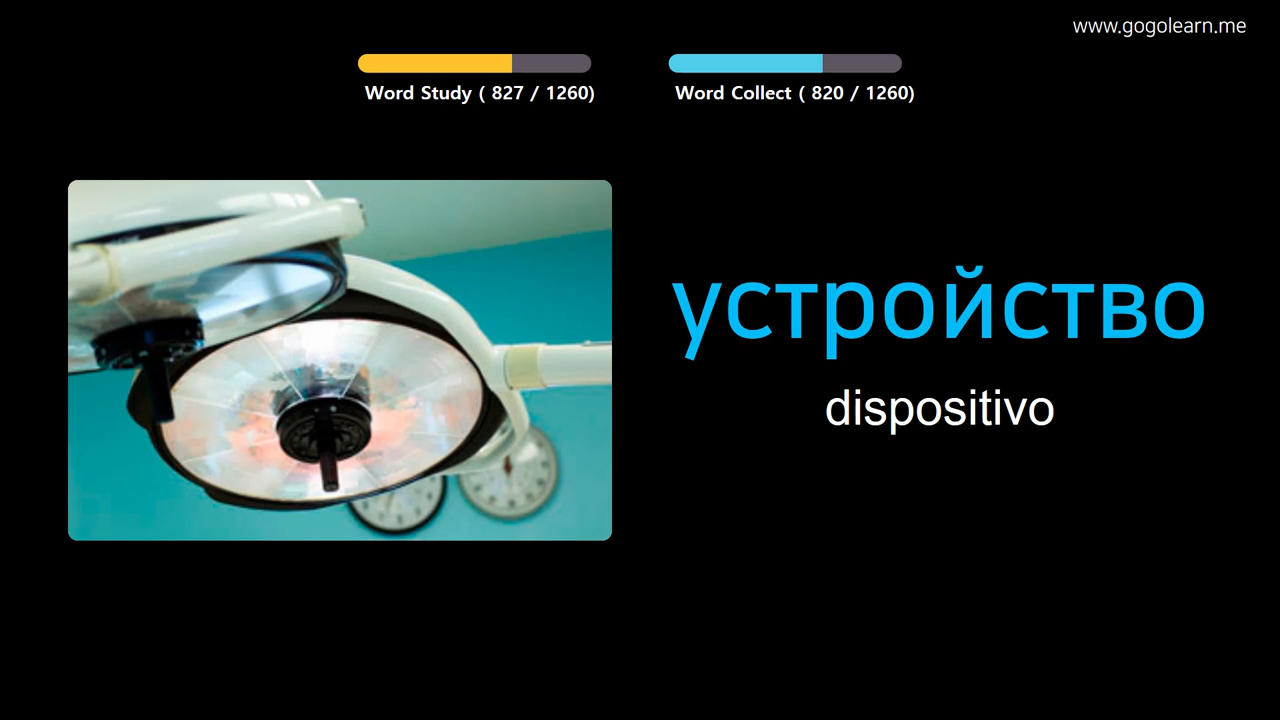 www.gogolearn.me
Word Study ( 827 / 1260)
Word Collect ( 820 / 1260)
устройство
dispositivo